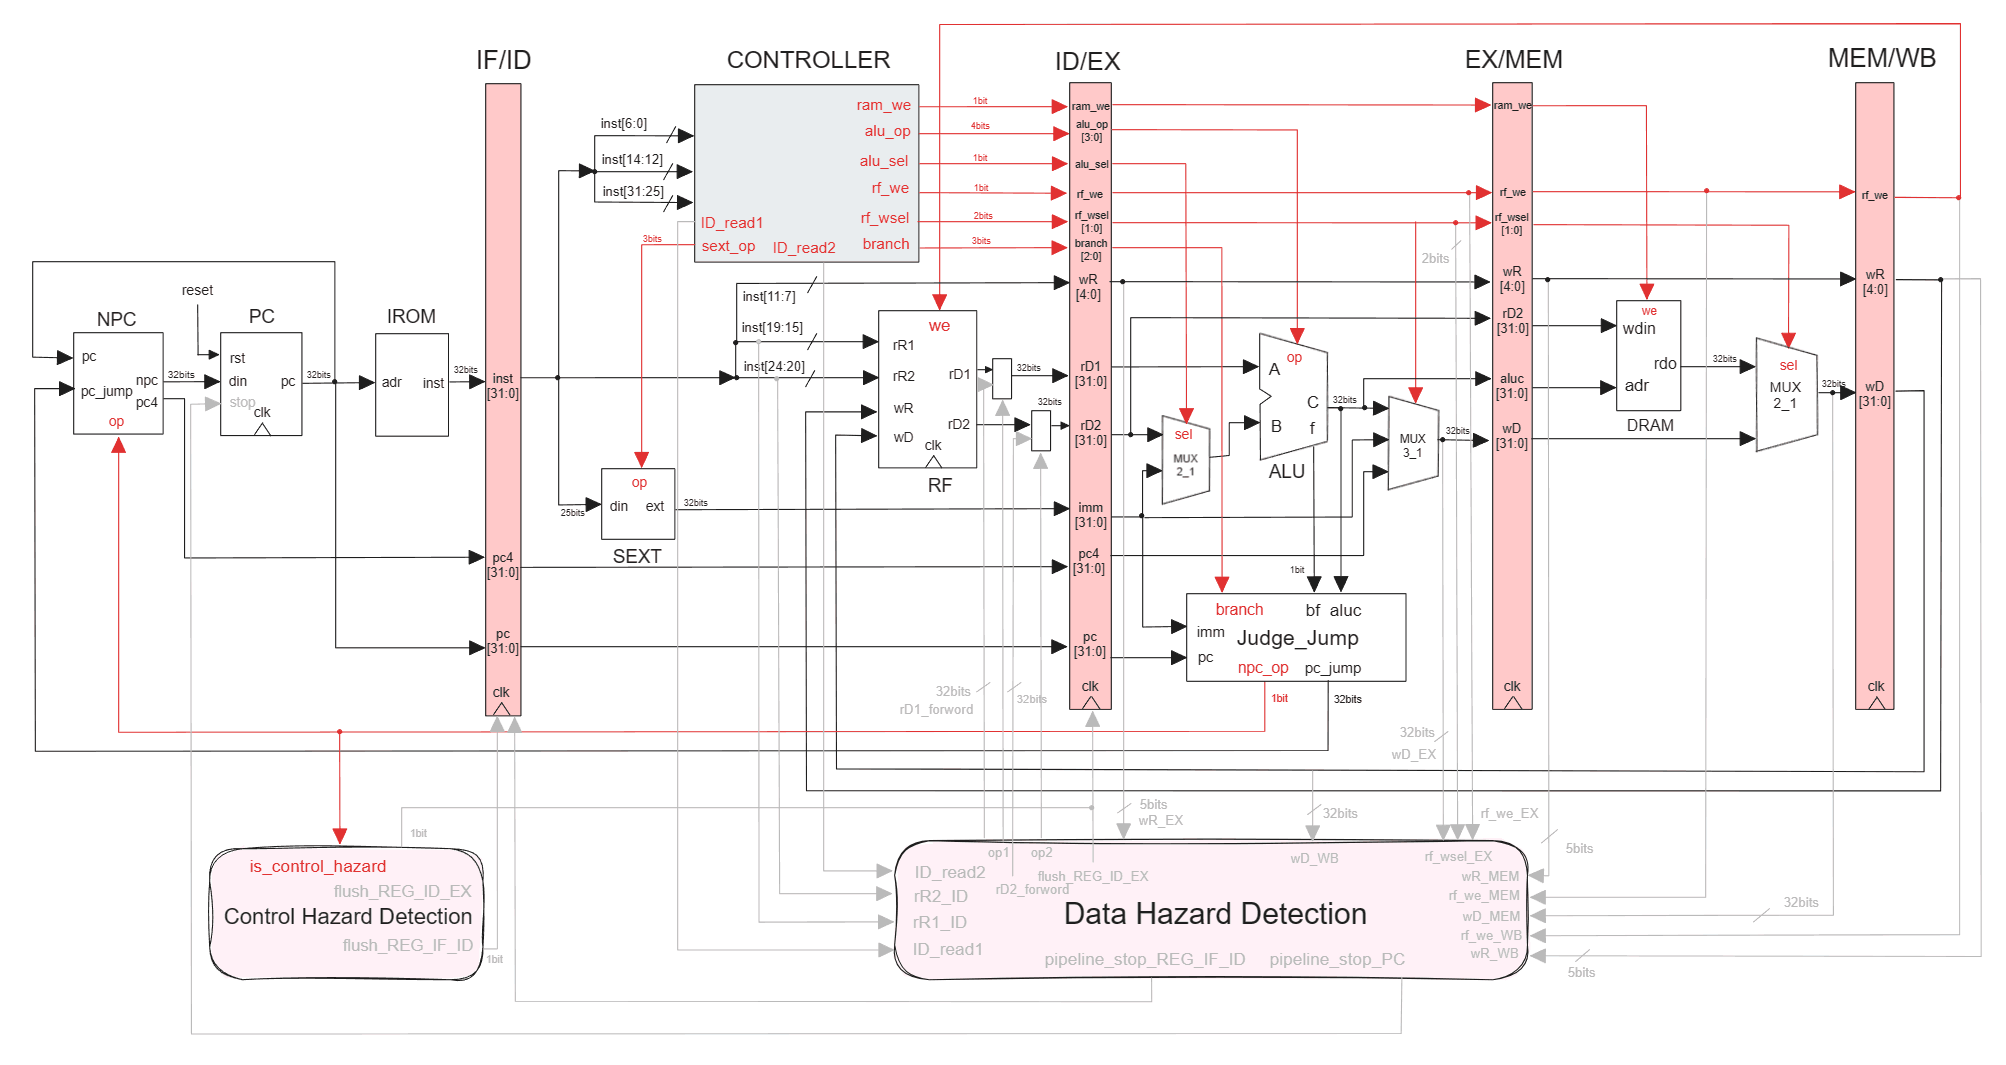 IF/ID
CONTROLLER
ID/EX
EX/MEM
MEM/WB
ram_we
alu_op
alu_sel
rf_we
rf_wsel
branch
ID_read1
sext_op
ID_read2
inst[6:0]
inst[14:12]
inst[31:25]
1bit
4bits
1bit
1bit
2bits
3bits
3bits
ram_we
alu_op
[3:0]
alu_sel
rf_we
rf_wsel
[1:0]
branch
[2:0]
wR
[4:0]
rD1
[31:0]
rD2
[31:0]
imm
[31:0]
pc4
[31:0]
pc
[31:0]
clk
ram_we
rf_we
rf_wsel
[1:0]
wR
[4:0]
rD2
[31:0]
aluc
[31:0]
wD
[31:0]
clk
rf_we
wR
[4:0]
wD
[31:0]
clk
2bits
reset
NPC
pc
npc
pc_jump
pc4
op
32bits
PC
rst
din
pc
stop
clk
32bits
IROM
adr
inst
32bits
inst
[31:0]
pc4
[31:0]
pc
[31:0]
clk
inst[11:7]
inst[19:15]
inst[24:20]
we
rR1
rR2
rD1
wR
rD2
wD
clk
RF
32bits
32bits
op
din
ext
SEXT
25bits
32bits
sel
MUX
2_1
op
A
B
C
f
ALU
32bits
MUX
3_1
32bits
we
wdin
rdo
adr
DRAM
32bits
sel
MUX
2_1
32bits
1bit
branch
bf
aluc
imm
Judge_Jump
pc
npc_op
pc_jump
1bit
32bits
32bits
rD1_forword
32bits
32bits
wD_EX
5bits
wR_EX
32bits
rf_we_EX
5bits
1bit
is_control_hazard
flush_REG_ID_EX
Control Hazard Detection
flush_REG_IF_ID
1bit
op1
op2
wD_WB
rf_wsel_EX
ID_read2
flush_REG_ID_EX
wR_MEM
rD2_forword
rR2_ID
rf_we_MEM
Data Hazard Detection
wD_MEM
32bits
rR1_ID
rf_we_WB
ID_read1
wR_WB
pipeline_stop_REG_IF_ID
pipeline_stop_PC
5bits